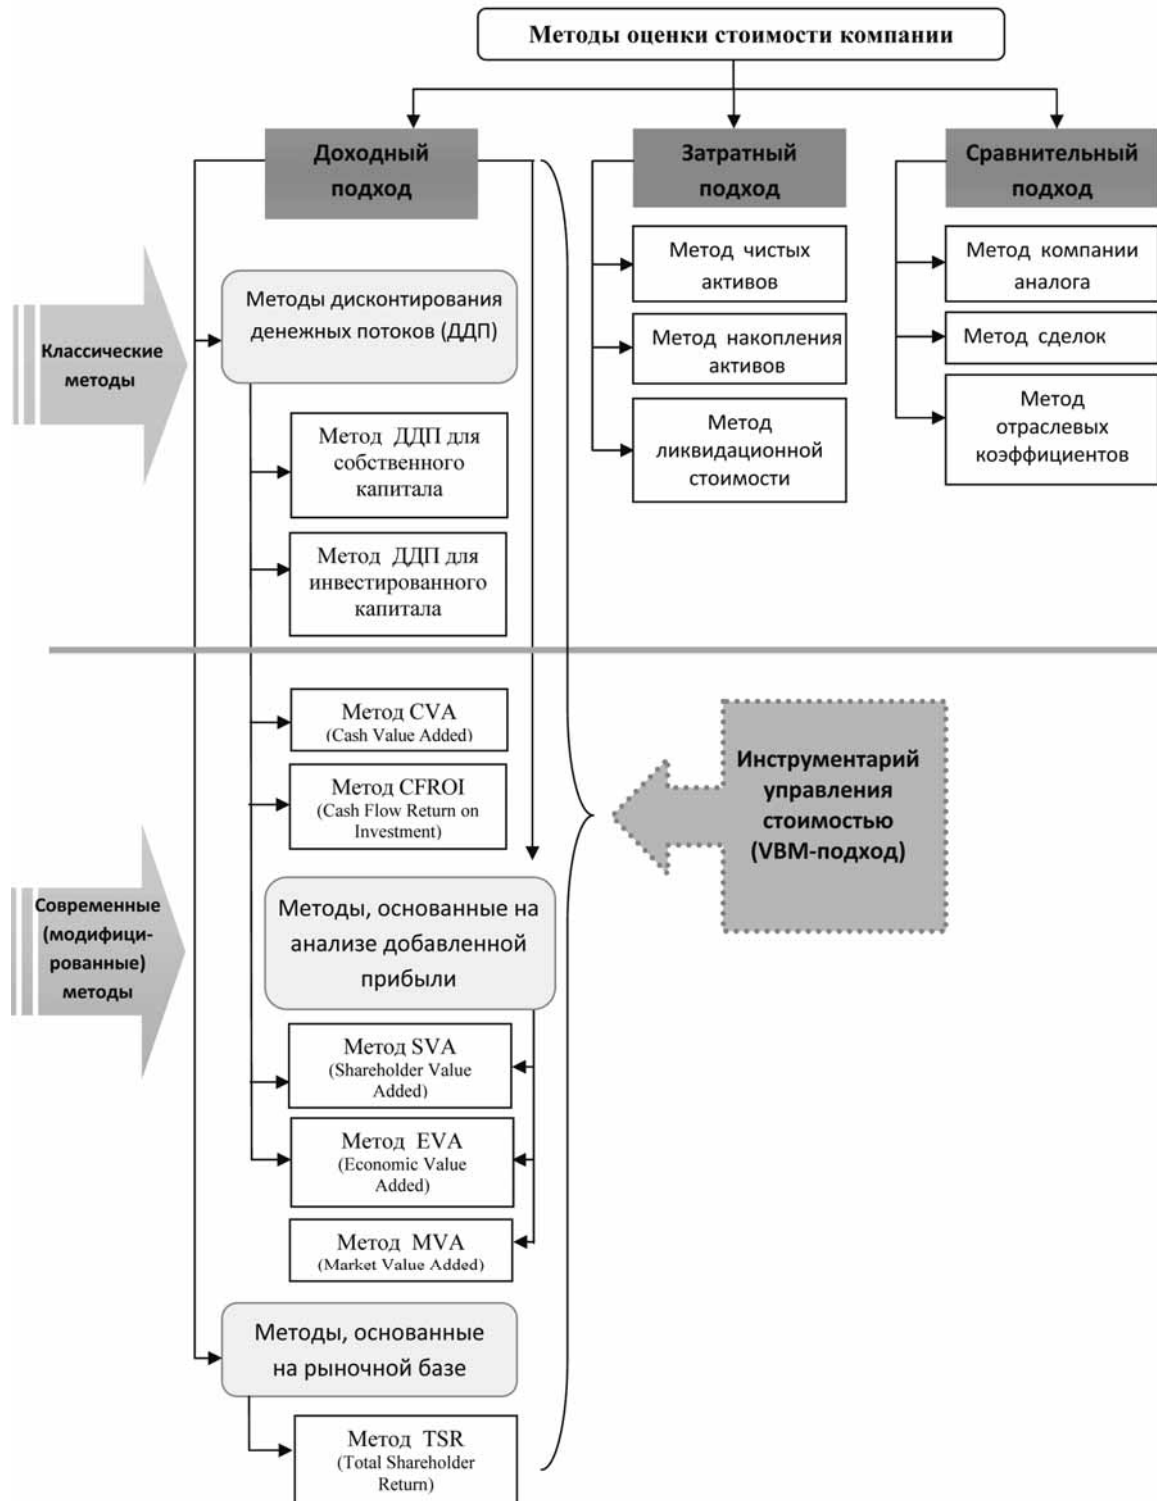 Методы оценки стоимости компании
Доходный
подход
Затратный
подход
Сравнительный
подход
Метод чистых
активов
Метод накопления
активов
Метод
ликвидационной
стоимости
Метод компании
аналога
Метод сделок
Метод
отраслевых
коэффициентов
Классические
методы
Методы дисконтирования
денежных потоков (ДДП)
Метод ДДП для
собственного
капитала
Метод ДДП для
инвестированного
капитала
Метод CVA
(Cash Value Added)
Метод CFROI
(Cash Flow Return on
Investment)
Инструментарий
управления
стоимостью
(VBM-подход)
Современные
(модифици-
рованные)
методы
Методы, основанные на
анализе добавленной
прибыли
Метод SVA
(Shareholder Value
Added)
Метод EVA
(Economic Value
Added)
Метод MVA
(Market Value Added)
Методы, основанные
на рыночной базе
Метод TSR
(Total Shareholder
Return)